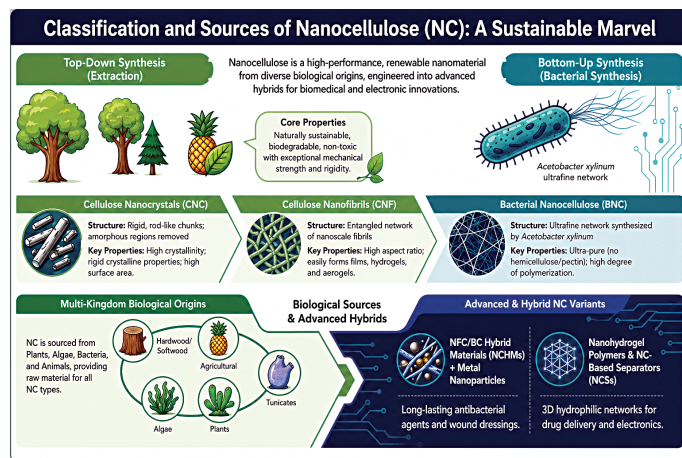 Classification and Sources of Nanocellulose (NC): A Sustainable Marvel
Top-Down Synthesis
(Extraction)
Nanocellulose is a high-performance, renewable nanomaterial
from diverse biological origins, engineered into advanced
hybrids for biomedical and electronic innovations.
Bottom-Up Synthesis
(Bacterial Synthesis)
Core Properties
Naturally sustainable,
biodegradable, non-toxic
with exceptional mechanical
strength and rigidity.
Acetobacter xylinum
ultrafine network
Cellulose Nanocrystals (CNC)
Structure: Rigid, rod-like chunks;
amorphous regions removed
Key Properties: High crystallinity;
rigid crystalline properties; high
surface area.
Cellulose Nanofibrils (CNF)
Structure: Entangled network
of nanoscale fibrils
Key Properties: High aspect ratio;
easily forms films, hydrogels,
and aerogels.
Bacterial Nanocellulose (BNC)
Structure: Ultrafine network synthesized
by Acetobacter xylinum
Key Properties: Ultra-pure (no
hemicellulose/pectin); high degree
of polymerization.
Multi-Kingdom Biological Origins
NC is sourced from
Plants, Algae, Bacteria,
and Animals, providing
raw material for all
NC types.
Hardwood/
Softwood
Agricultural
Tunicates
Algae
Plants
Biological Sources
& Advanced Hybrids
Advanced & Hybrid NC Variants
NFC/BC Hybrid
Materials (NCHMs)
+ Metal
Nanoparticles
Long-lasting antibacterial
agents and wound dressings.
Nanohydrogel
Polymers & NC-
Based Separators
(NCSs)
3D hydrophilic networks for
drug delivery and electronics.